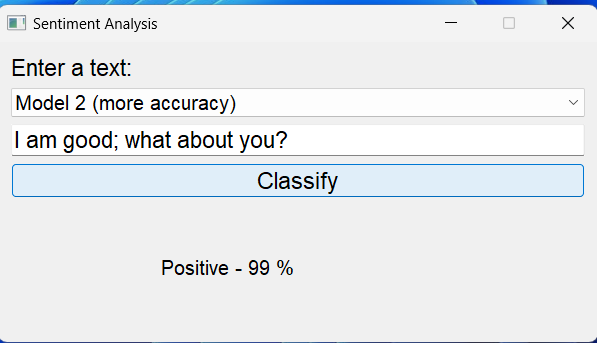 Sentiment Analysis
Enter a text:
Model 2 (more accuracy)
I am good; what about you?
Classify
Positive - 99 %